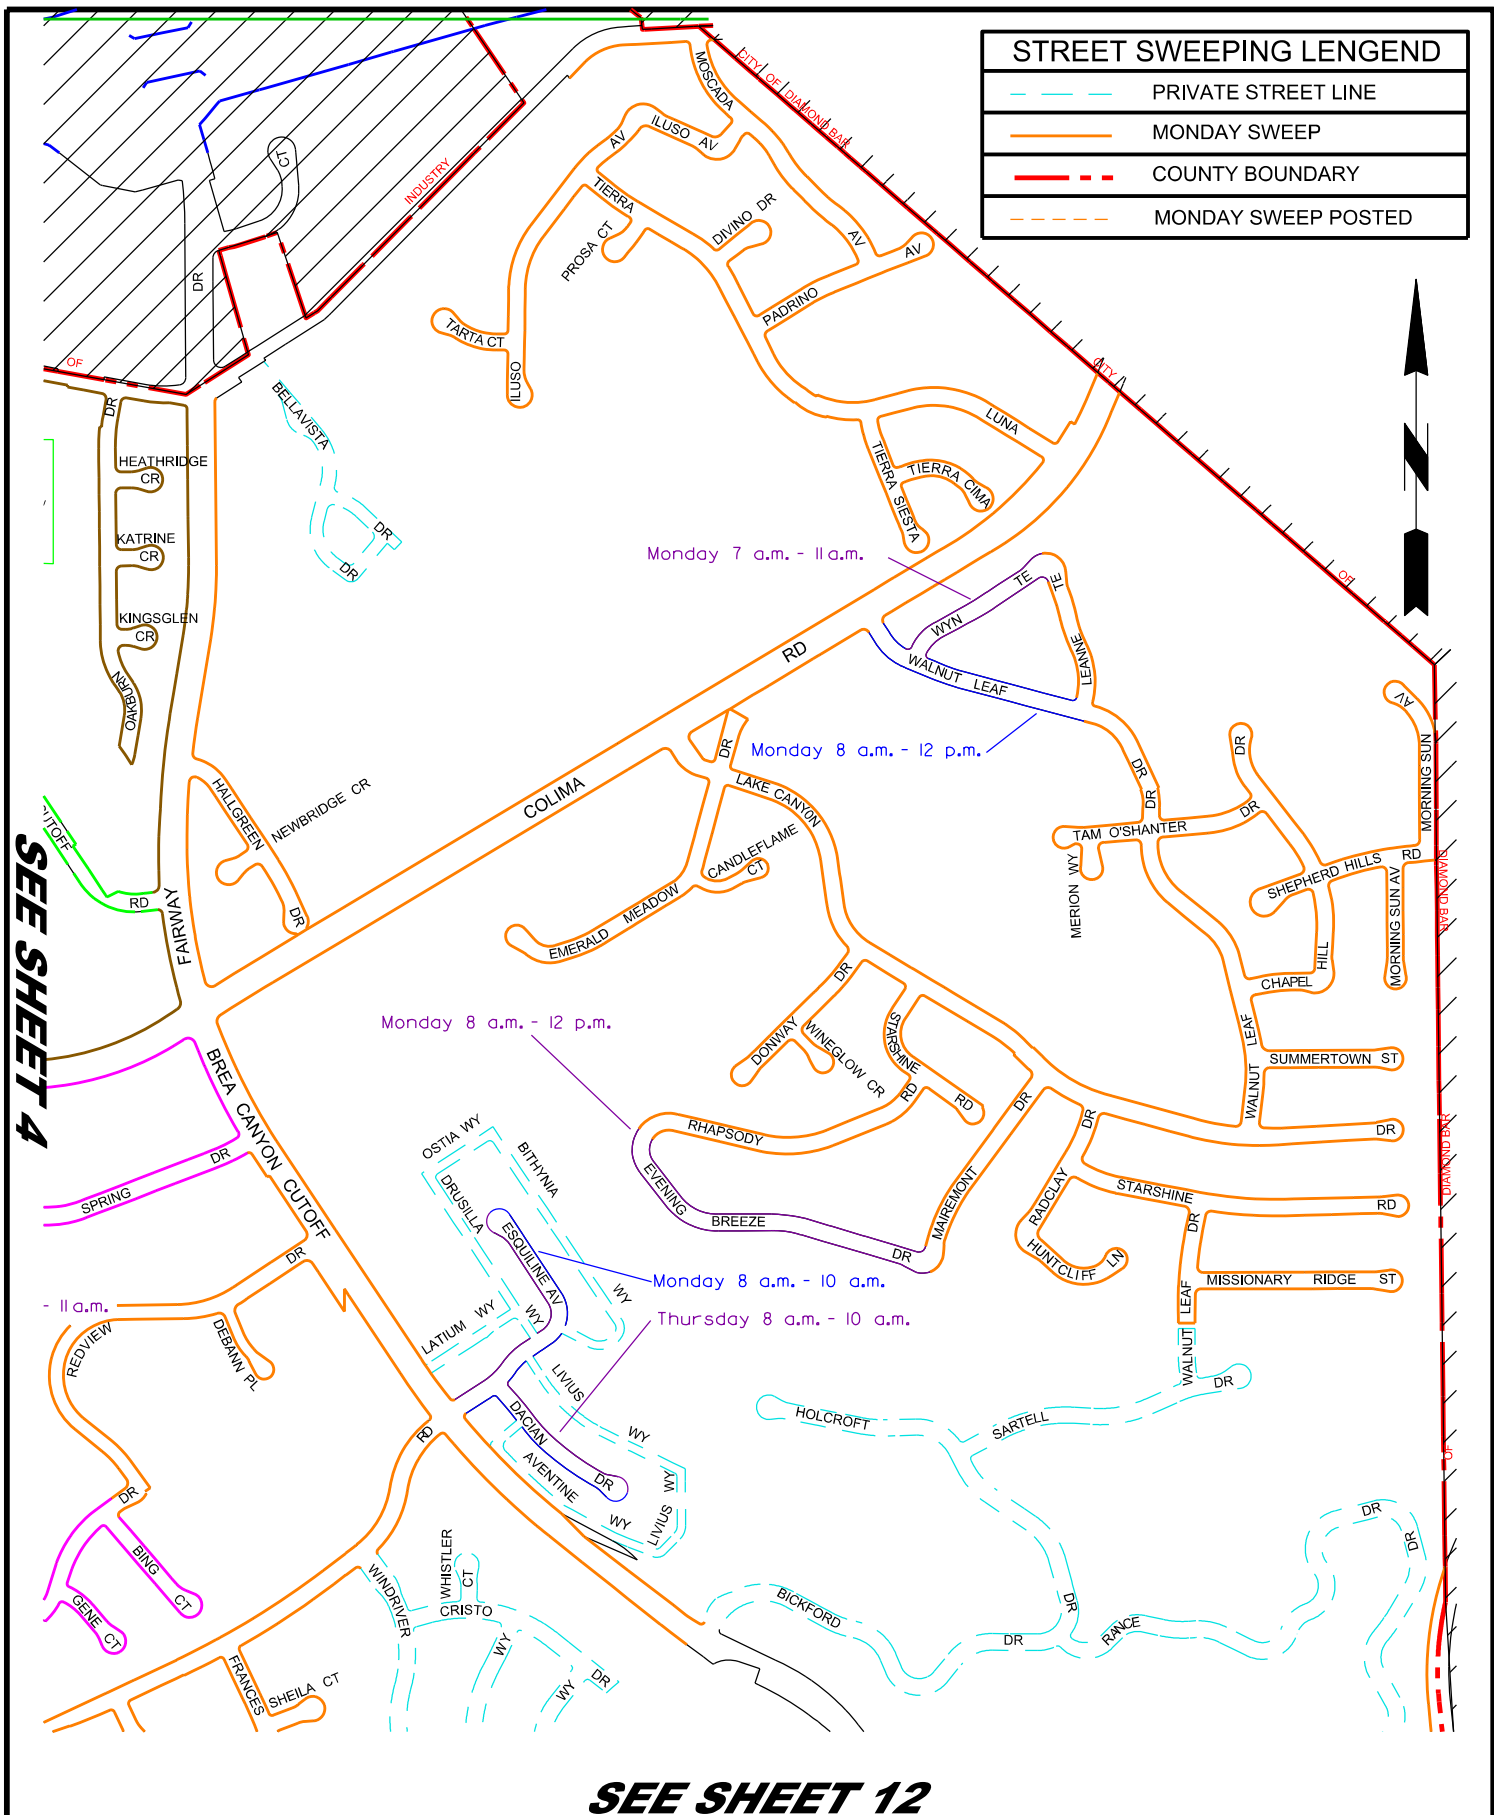 STREET SWEEPING LENGEND
PRIVATE STREET LINE
MONDAY SWEEP
COUNTY BOUNDARY
MONDAY SWEEP POSTED
CITY OF DIAMOND BAR
MOSCADA
AV
ILUSO AV
AV
CT
INDUSTRY
TIERRA
DIVINO DR
PROSA CT
AV
PADRINO
DR
TARTA CT
ILUSO
OF
CITY
BELLAVISTA
DR
DR
DR
LUNA
TIERRA CIMA
TIERRA SIESTA
HEATHRIDGE
CR
KATRINE
CR
KINGSGLEN
CR
OAKBURN
Monday 7 a.m. - 11 a.m.
OF
TE
TE
WYN
LEANNE
WALNUT LEAF
RD
Monday 8 a.m. - 12 p.m.
DR
DR
DR
LAKE CANYON
COLIMA
HALLGREEN
NEWBRIDGE CR
DR
CANDLEFLAME
CT
EMERALD MEADOW
TAM O'SHANTER
DR
DR
MERION WY
AV
MORNING SUN
SHEPHERD HILLS RD
MORNING SUN AV
DIAMOND BAR
CHAPEL
HILL
UTOFF
RD
FAIRWAY
SEE SHEET 4
Monday 8 a.m. - 12 p.m.
DR
DONWAY
WINEGLOW CR
STARSHINE
RD
RD
RHAPSODY
EVENING
BREEZE
DR
MAIREMONT
DR
LEAF
WALNUT
SUMMERTOWN ST
DR
DIAMOND BAR
DR
RADCLAY
HUNTCLIFF LN
STARSHINE
RD
DR
LEAF
MISSIONARY RIDGE ST
WALNUT
DR
BREA CANYON CUTOFF
SPRING
DR
DR
OSTIA WY
BITHYNIA
WY
DRUSILLA
WY
ESQUILINE AV
Monday 8 a.m. - 10 a.m.
Thursday 8 a.m. - 10 a.m.
- 11 a.m.
REDVIEW
DEBANN PL
LATIUM WY
LIVIUS
WY
WY
LIVIUS
DACIAN
DR
AVENTINE
WY
RD
HOLCROFT
SARTELL
OF
DR
BING CT
GENE CT
WINDRIVER
WHISTLER
CT
CRISTO
WY
WY
DR
BICKFORD
DR
DR
RANCE
DR
DR
FRANCES
SHEILA CT
SEE SHEET 12